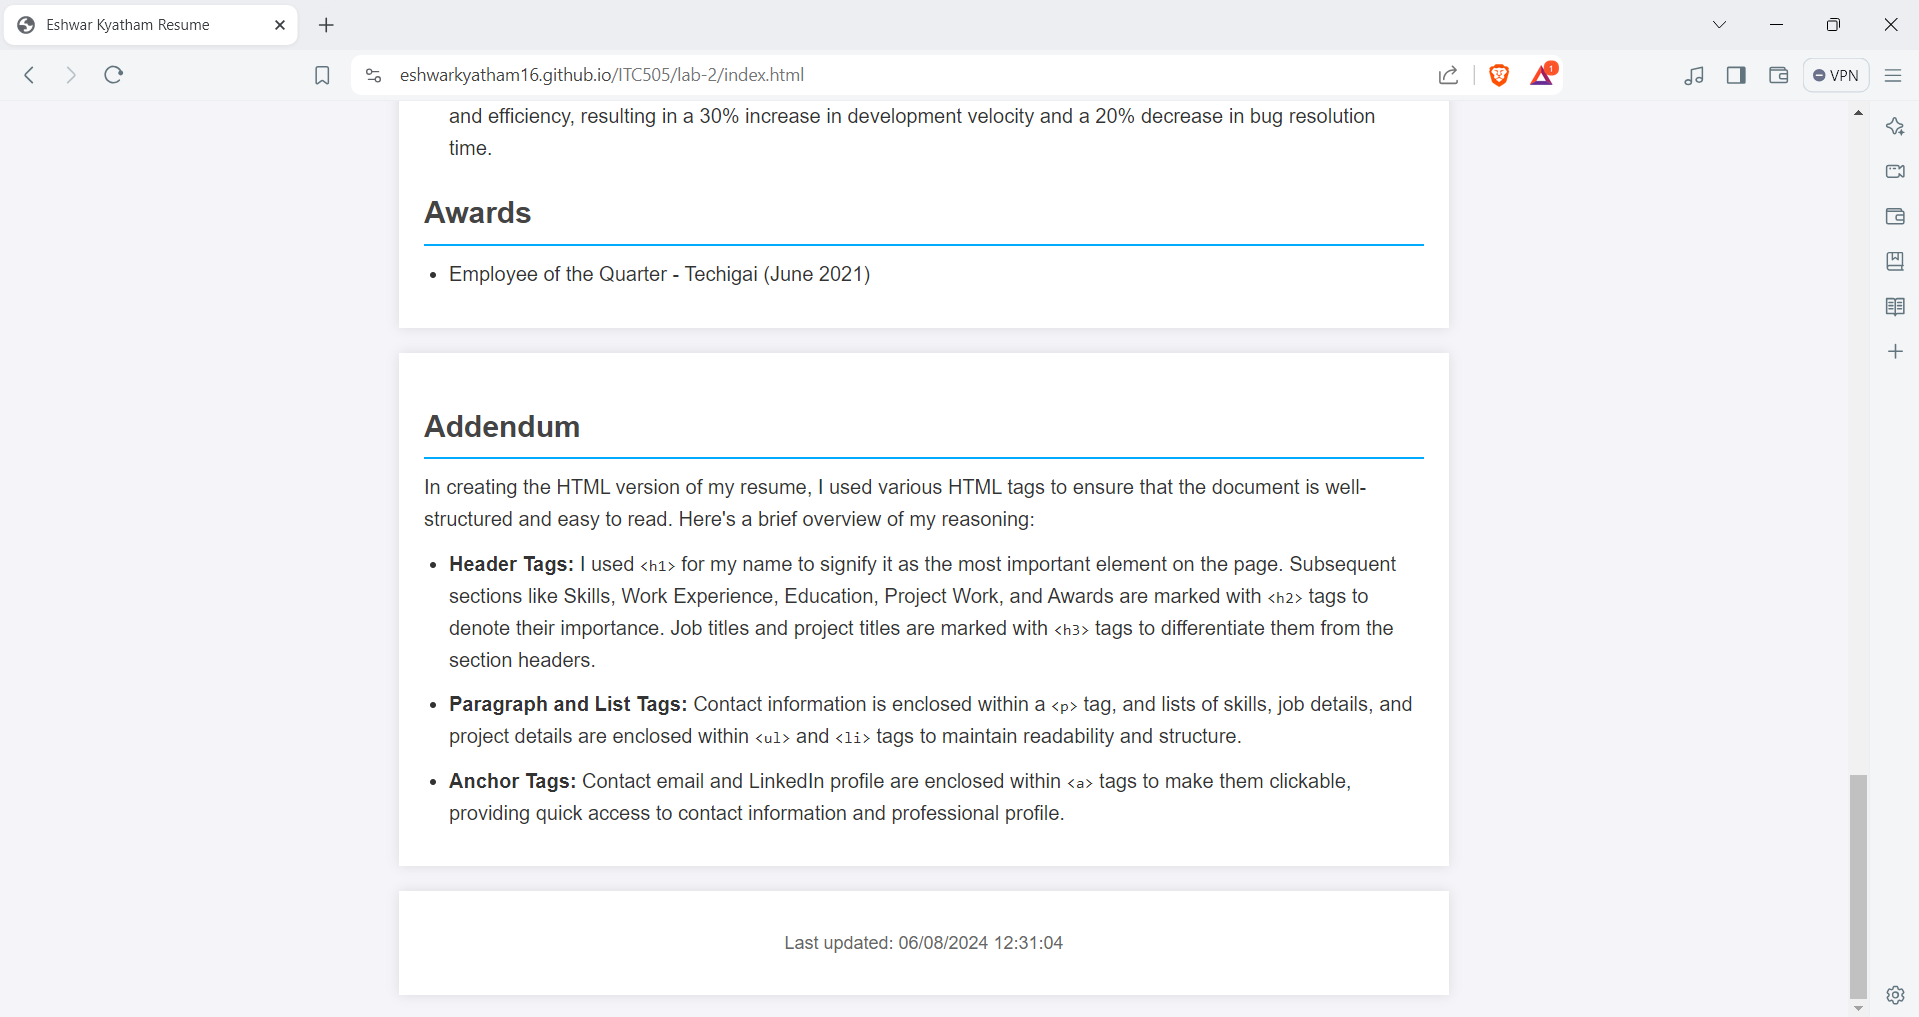 Eshwar Kyatham Resume
eshwarkyatham16.github.io/ITC505/lab-2/index.html
1
VPN
and efficiency, resulting in a 30% increase in development velocity and a 20% decrease in bug resolution
time.
Awards
• Employee of the Quarter - Techigai (June 2021)
Addendum
In creating the HTML version of my resume, I used various HTML tags to ensure that the document is well-
structured and easy to read. Here's a brief overview of my reasoning:
• Header Tags: I used <h1> for my name to signify it as the most important element on the page. Subsequent
sections like Skills, Work Experience, Education, Project Work, and Awards are marked with <h2> tags to
denote their importance. Job titles and project titles are marked with <h3> tags to differentiate them from the
section headers.
• Paragraph and List Tags: Contact information is enclosed within a <p> tag, and lists of skills, job details, and
project details are enclosed within <ul> and <li> tags to maintain readability and structure.
• Anchor Tags: Contact email and LinkedIn profile are enclosed within <a> tags to make them clickable,
providing quick access to contact information and professional profile.
Last updated: 06/08/2024 12:31:04